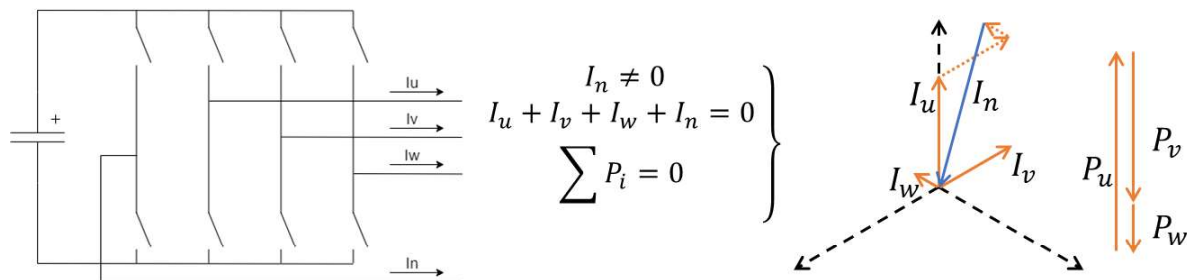 +
Iu
Iv
Iw
In
I_n ≠ 0
I_u + I_v + I_w + I_n = 0
∑ P_i = 0
I_u
I_n
I_w
I_v
P_u
P_v
P_w